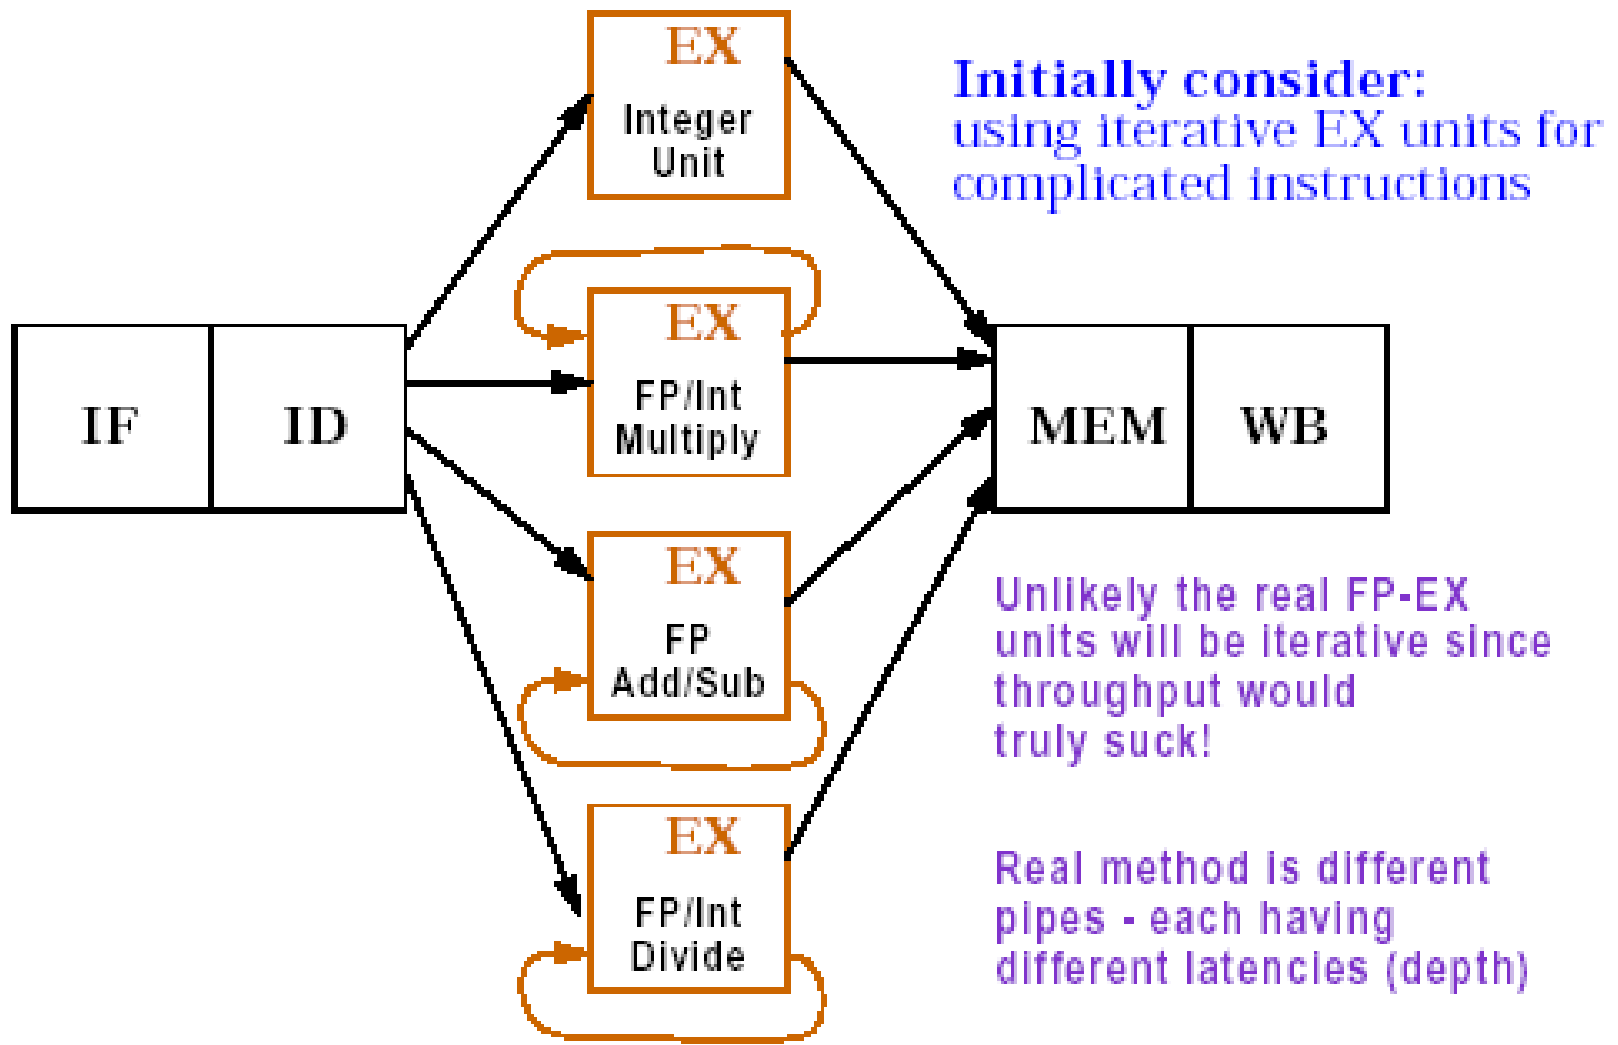 EX
Integer
Unit
Initially consider:
using iterative EX units for
complicated instructions
EX
FP/Int
Multiply
IF
ID
MEM
WB
EX
FP
Add/Sub
Unlikely the real FP-EX
units will be iterative since
throughput would
truly suck!
EX
FP/Int
Divide
Real method is different
pipes - each having
different latencies (depth)